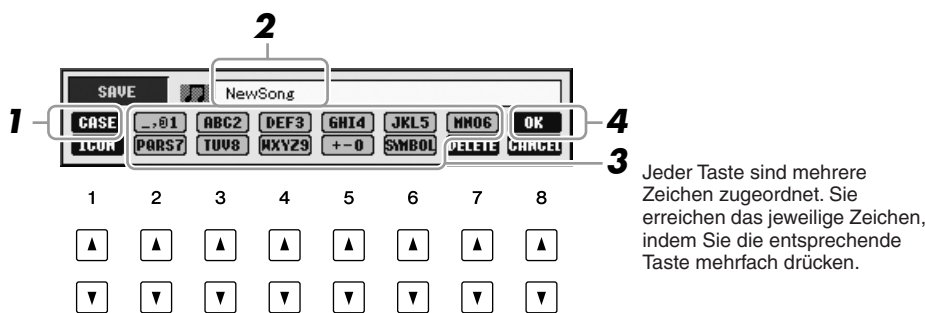 2
SAVE NewSong
1 CASE _,@1 ABC2 DEF3 GHI4 JKL5 MNO6 OK 4
ICON PQRS7 TUV8 WXYZ9 +-0 SYMBOL DELETE CANCEL
3
1 2 3 4 5 6 7 8
Jeder Taste sind mehrere
Zeichen zugeordnet. Sie
erreichen das jeweilige Zeichen,
indem Sie die entsprechende
Taste mehrfach drücken.